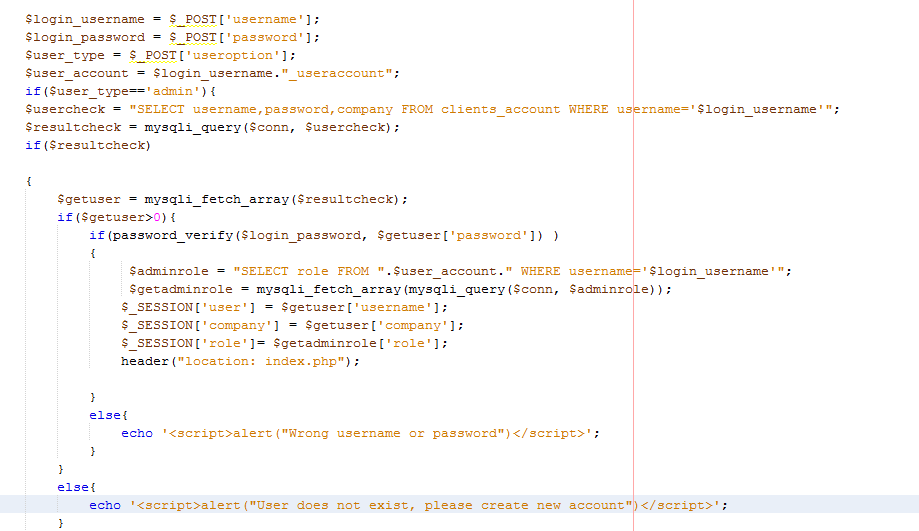 $login_username = $_POST['username'];
$login_password = $_POST['password'];
$user_type = $_POST['useroption'];
$user_account = $login_username."_useraccount";
if($user_type=='admin'){
$usercheck = "SELECT username,password,company FROM clients_account WHERE username='$login_username'";
$resultcheck = mysqli_query($conn, $usercheck);
if($resultcheck)
{
$getuser = mysqli_fetch_array($resultcheck);
if($getuser>0){
if(password_verify($login_password, $getuser['password']) )
{
$adminrole = "SELECT role FROM ".$user_account." WHERE username='$login_username'";
$getadminrole = mysqli_fetch_array(mysqli_query($conn, $adminrole));
$_SESSION['user'] = $getuser['username'];
$_SESSION['company'] = $getuser['company'];
$_SESSION['role']= $getadminrole['role'];
header("location: index.php");
}
else{
echo '<script>alert("Wrong username or password")</script>';
}
}
else{
echo '<script>alert("User does not exist, please create new account")</script>';
}